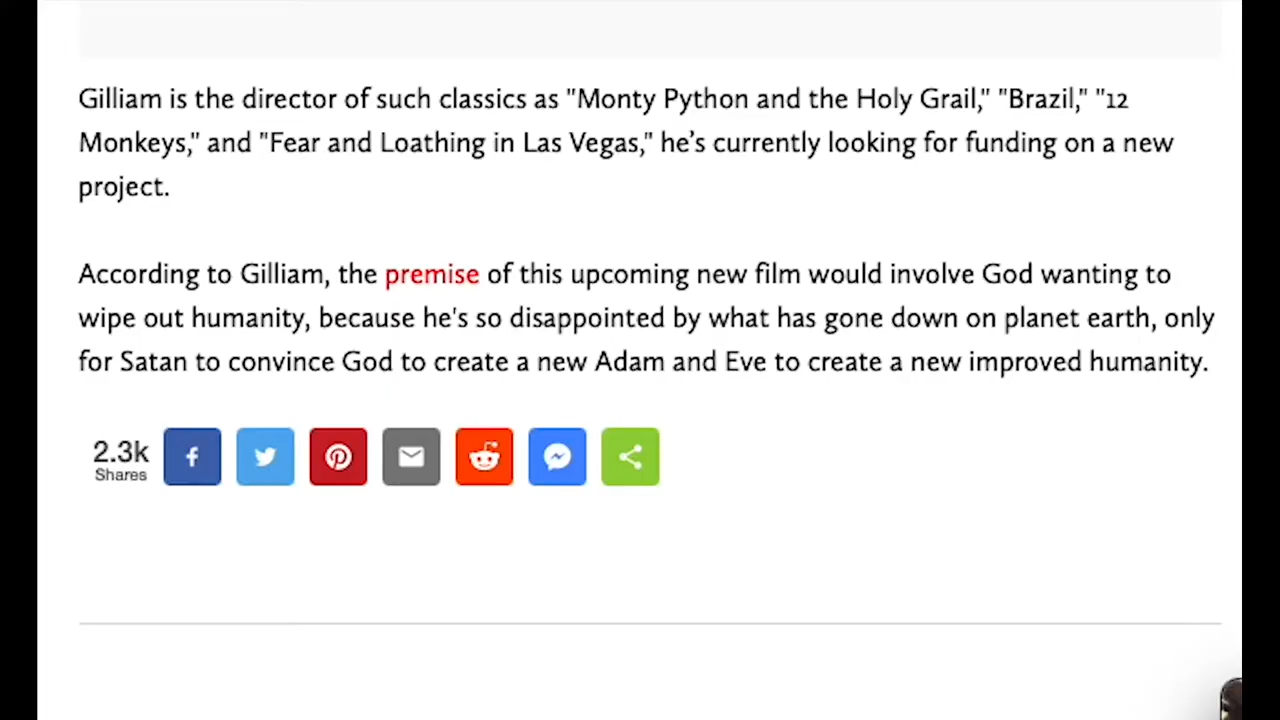 Gilliam is the director of such classics as "Monty Python and the Holy Grail," "Brazil," "12
Monkeys," and "Fear and Loathing in Las Vegas," he’s currently looking for funding on a new
project.
According to Gilliam, the premise of this upcoming new film would involve God wanting to
wipe out humanity, because he's so disappointed by what has gone down on planet earth, only
for Satan to convince God to create a new Adam and Eve to create a new improved humanity.
2.3k
Shares